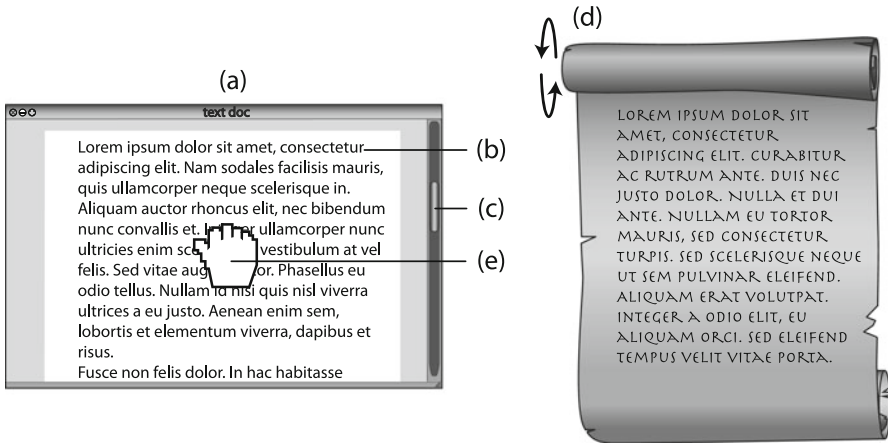 (a)
text doc
Lorem ipsum dolor sit amet, consectetur
adipiscing elit. Nam sodales facilisis mauris,
quis ullamcorper neque scelerisque in.
Aliquam auctor rhoncus elit, nec bibendum
nunc convallis et. ullamcorper nunc
ultricies enim vestibulum at vel
felis. Sed vitae Phasellus eu
odio tellus. Nullam id nisi quis nisl viverra
ultrices a eu justo. Aenean enim sem,
lobortis et elementum viverra, dapibus et
risus.
Fusce non felis dolor. In hac habitasse
(b)
(c)
(e)
(d)
Lorem ipsum dolor sit
amet, consectetur
adipiscing elit. Curabitur
ac rutrum ante. Duis nec
justo dolor. Nulla et dui
ante. Nullam eu tortor
mauris, sed consectetur
turpis. Sed scelerisque neque
ut sem pulvinar eleifend.
Aliquam erat volutpat.
Integer a odio elit, eu
aliquam orci. Sed eleifend
tempus velit vitae porta.